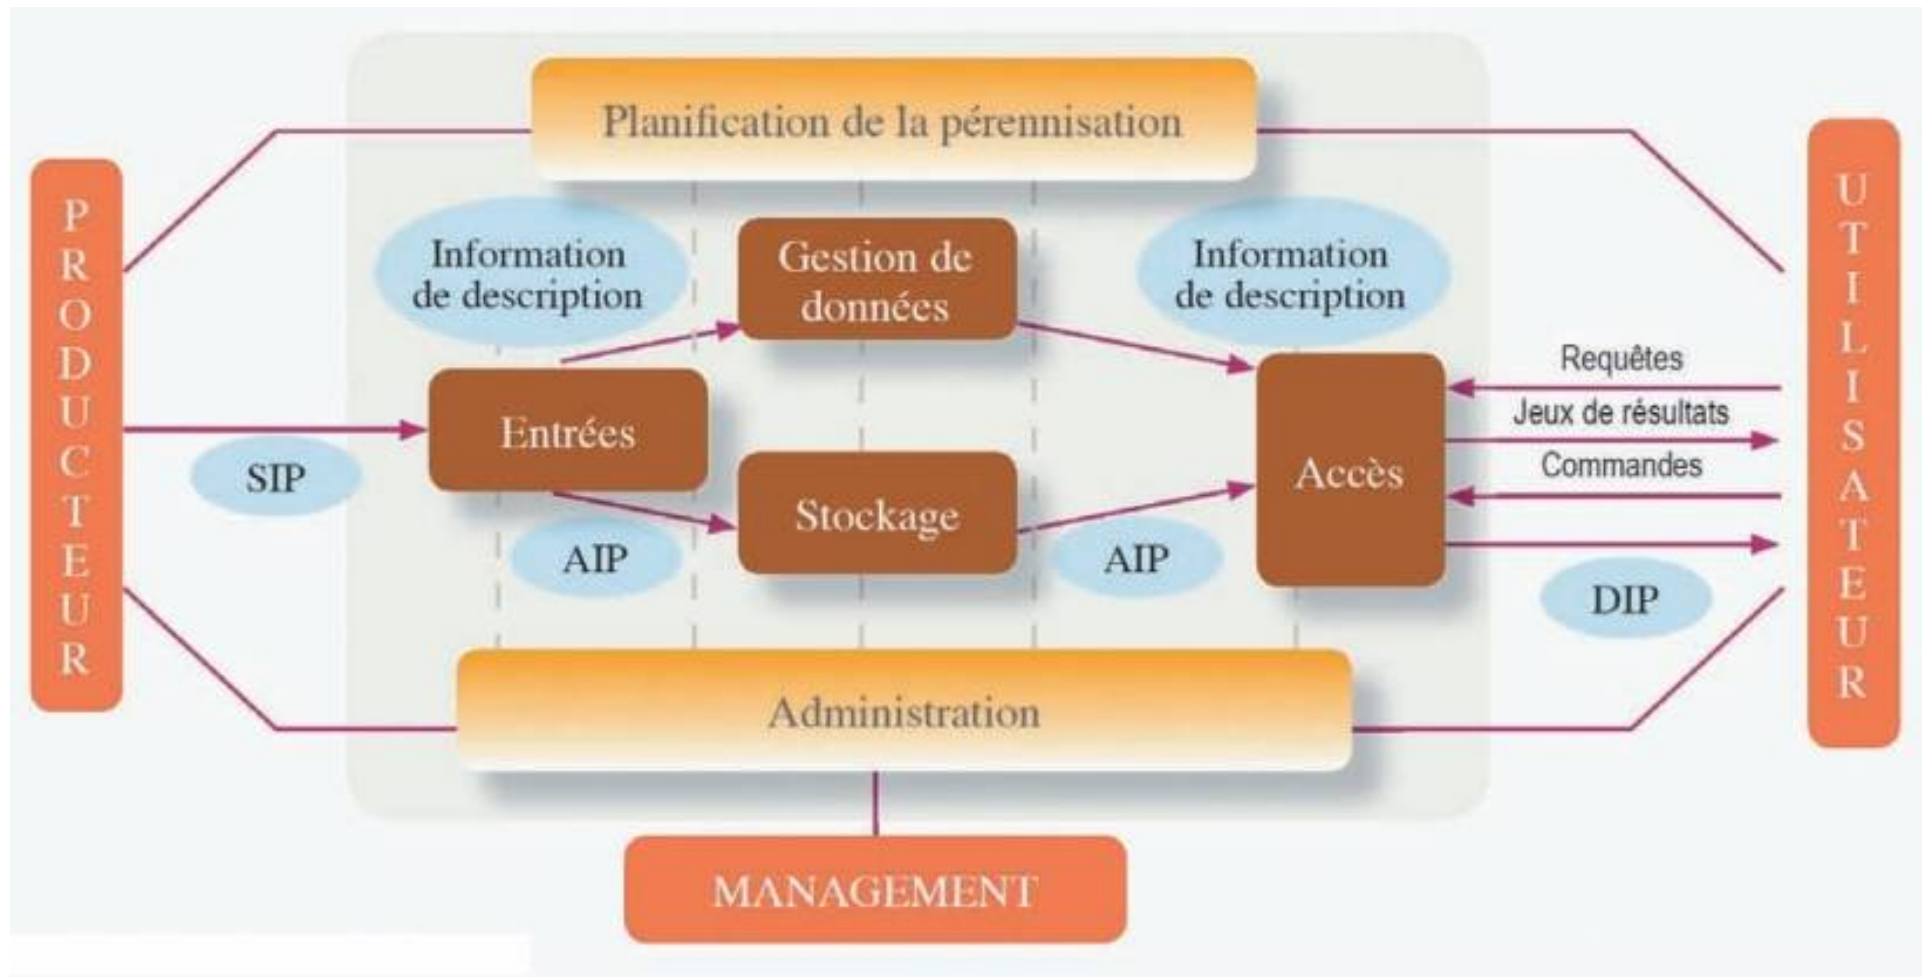 Planification de la pérennisation
PRODUCTEUR
UTILISATEUR
Information
de description
Gestion de
données
Information
de description
Requêtes
Jeux de résultats
Commandes
Entrées
Accès
SIP
Stockage
AIP
AIP
DIP
Administration
MANAGEMENT